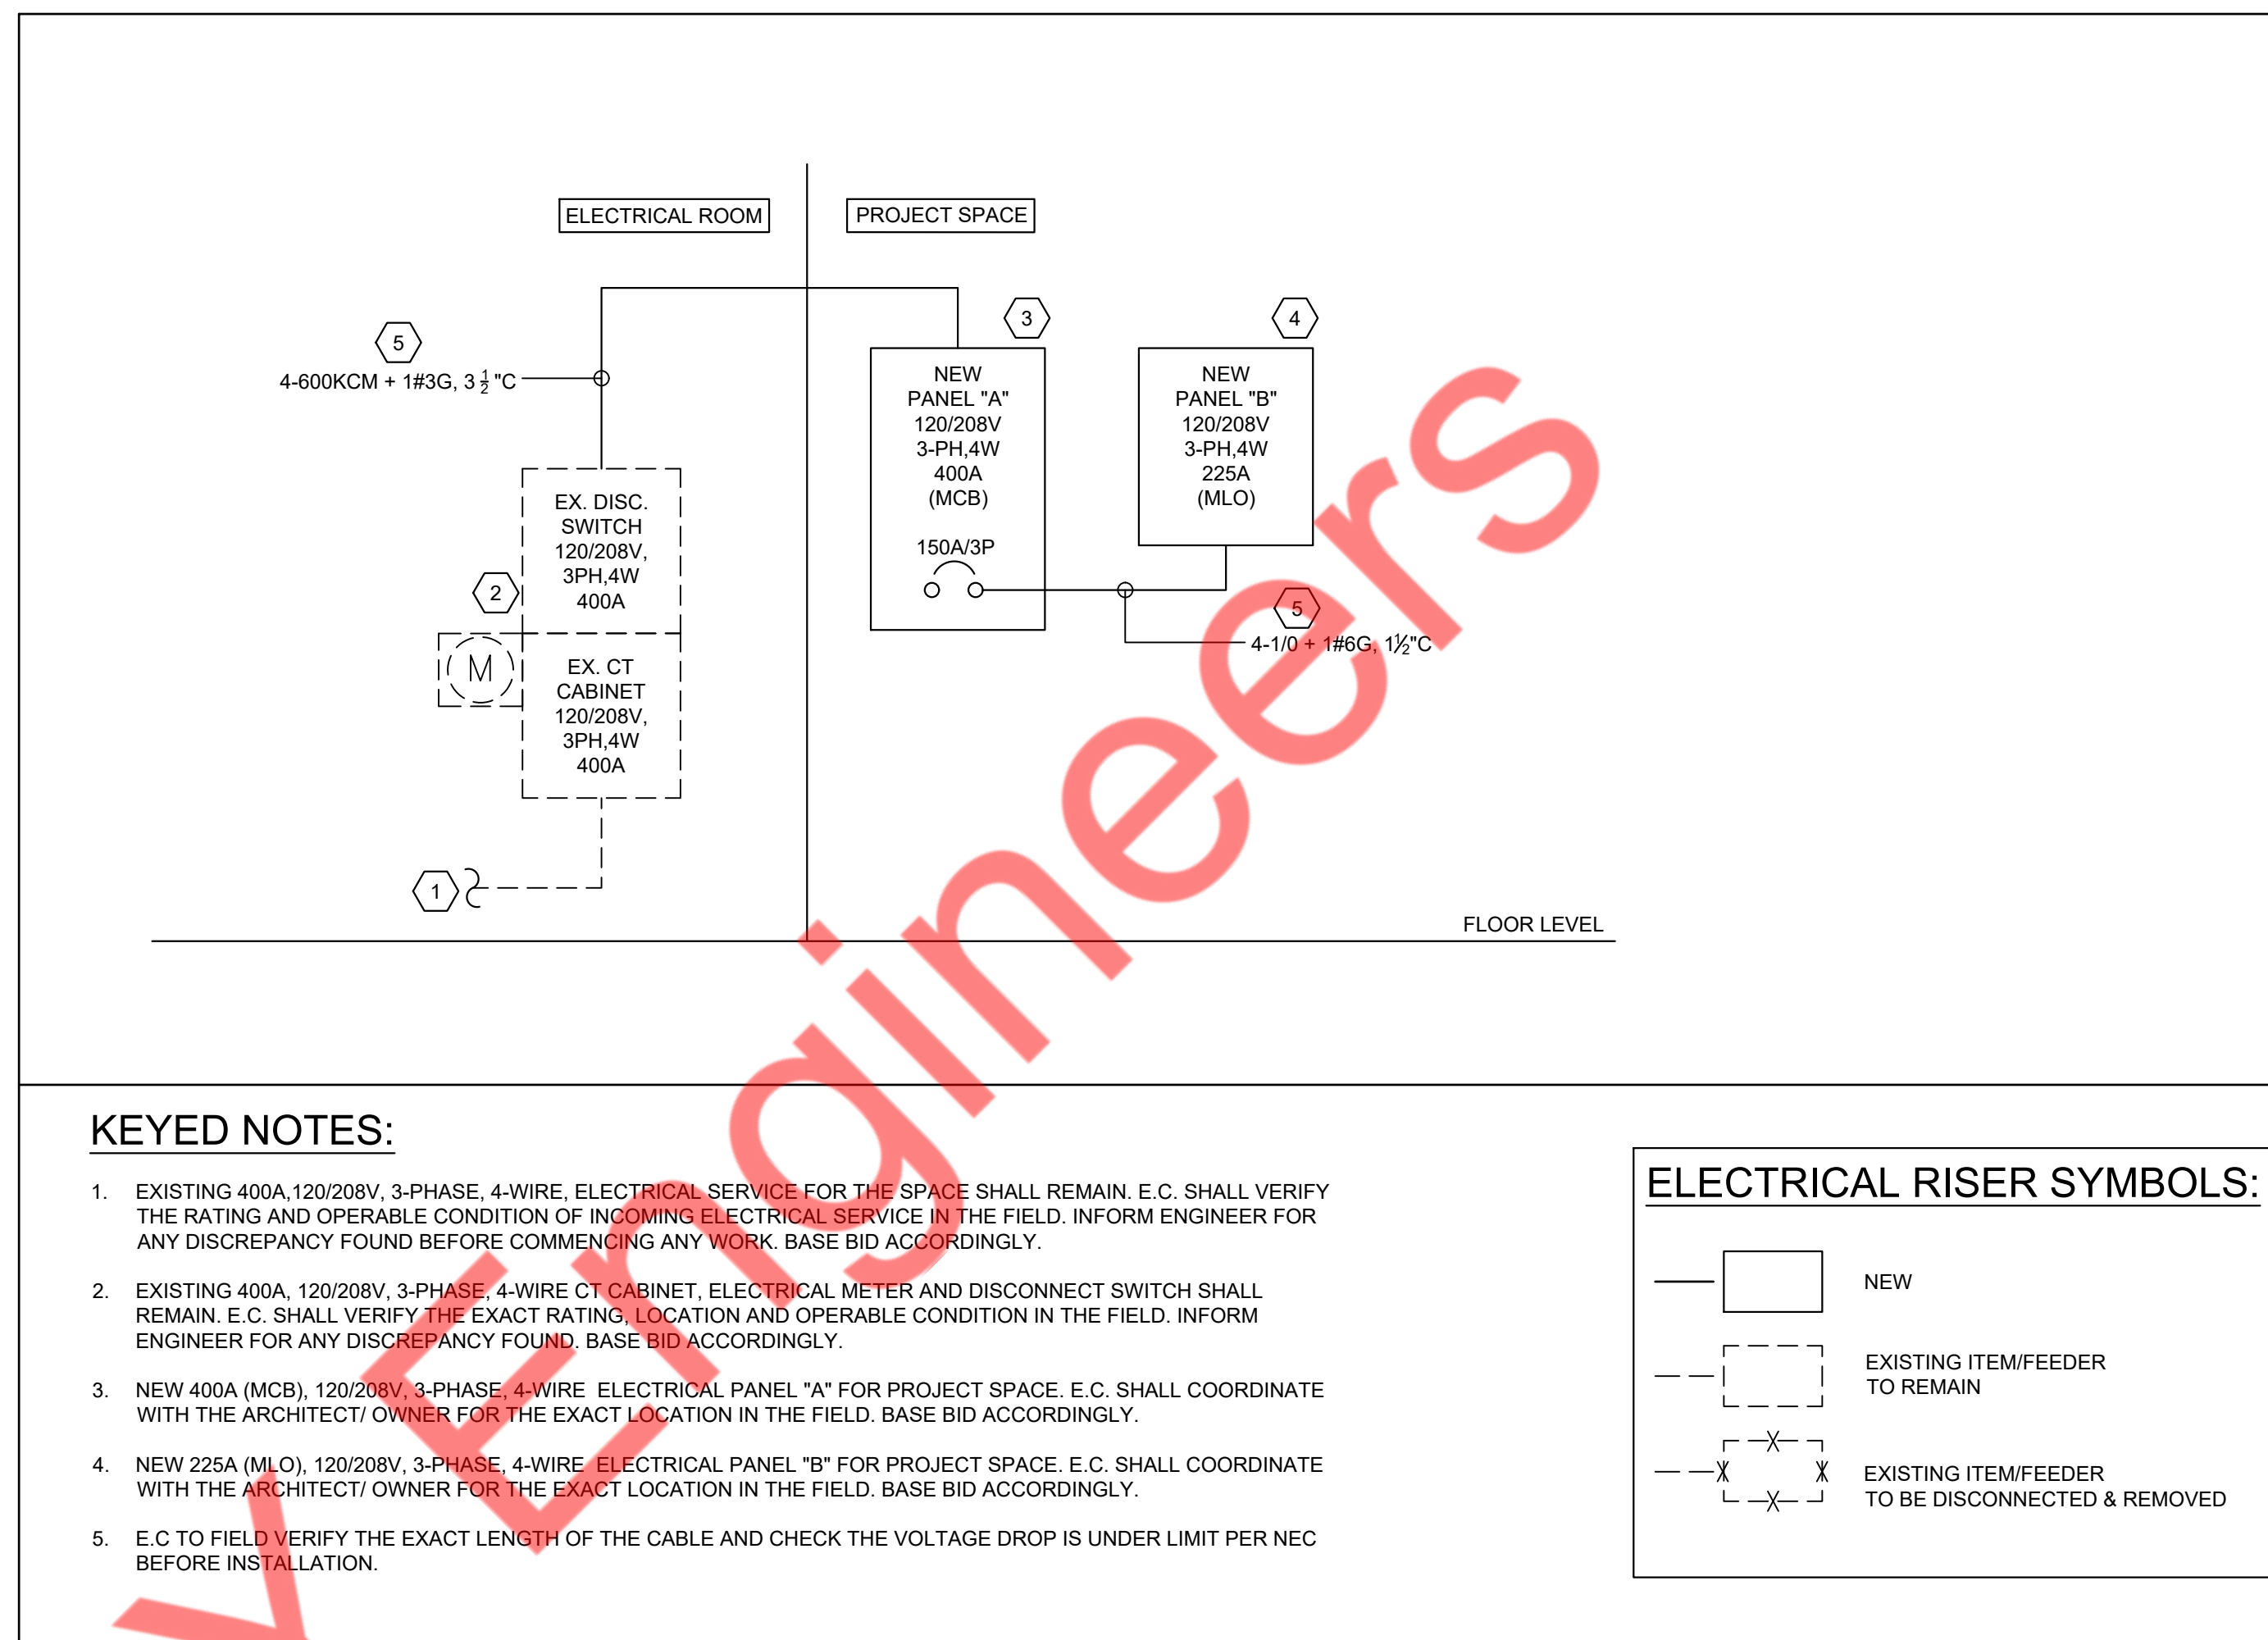 ELECTRICAL ROOM
PROJECT SPACE
5
4-600KCM + 1#3G, 3 1/2 "C
3
4
NEW
PANEL "A"
120/208V
3-PH,4W
400A
(MCB)
150A/3P
NEW
PANEL "B"
120/208V
3-PH,4W
225A
(MLO)
5
4-1/0 + 1#6G, 1½"C
EX. DISC.
SWITCH
120/208V,
3PH,4W
400A
2
M
EX. CT
CABINET
120/208V,
3PH,4W
400A
1
FLOOR LEVEL
KEYED NOTES:
1. EXISTING 400A,120/208V, 3-PHASE, 4-WIRE, ELECTRICAL SERVICE FOR THE SPACE SHALL REMAIN. E.C. SHALL VERIFY
THE RATING AND OPERABLE CONDITION OF INCOMING ELECTRICAL SERVICE IN THE FIELD. INFORM ENGINEER FOR
ANY DISCREPANCY FOUND BEFORE COMMENCING ANY WORK. BASE BID ACCORDINGLY.
2. EXISTING 400A, 120/208V, 3-PHASE, 4-WIRE CT CABINET, ELECTRICAL METER AND DISCONNECT SWITCH SHALL
REMAIN. E.C. SHALL VERIFY THE EXACT RATING, LOCATION AND OPERABLE CONDITION IN THE FIELD. INFORM
ENGINEER FOR ANY DISCREPANCY FOUND. BASE BID ACCORDINGLY.
3. NEW 400A (MCB), 120/208V, 3-PHASE, 4-WIRE ELECTRICAL PANEL "A" FOR PROJECT SPACE. E.C. SHALL COORDINATE
WITH THE ARCHITECT/ OWNER FOR THE EXACT LOCATION IN THE FIELD. BASE BID ACCORDINGLY.
4. NEW 225A (MLO), 120/208V, 3-PHASE, 4-WIRE ELECTRICAL PANEL "B" FOR PROJECT SPACE. E.C. SHALL COORDINATE
WITH THE ARCHITECT/ OWNER FOR THE EXACT LOCATION IN THE FIELD. BASE BID ACCORDINGLY.
5. E.C TO FIELD VERIFY THE EXACT LENGTH OF THE CABLE AND CHECK THE VOLTAGE DROP IS UNDER LIMIT PER NEC
BEFORE INSTALLATION.
ELECTRICAL RISER SYMBOLS:
NEW
EXISTING ITEM/FEEDER
TO REMAIN
EXISTING ITEM/FEEDER
TO BE DISCONNECTED & REMOVED
Engineers